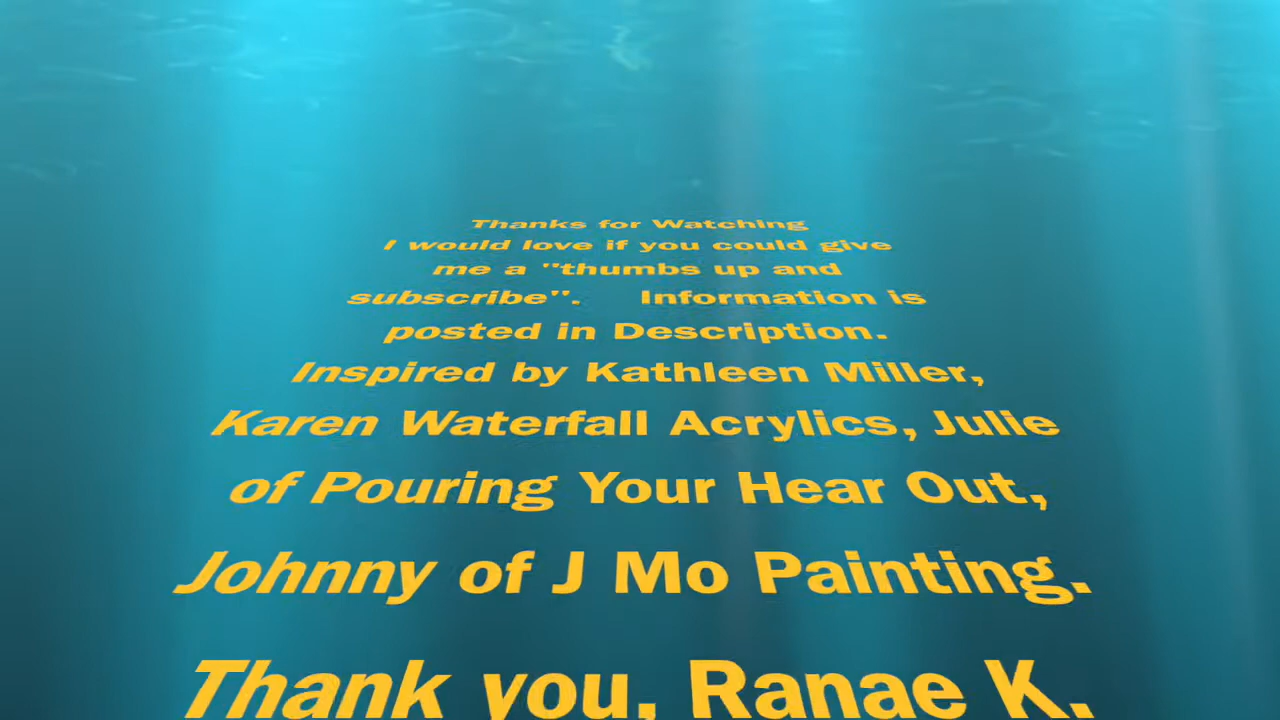 Thanks for Watching
I would love if you could give
me a "thumbs up and
subscribe". Information is
posted in Description.
Inspired by Kathleen Miller,
Karen Waterfall Acrylics, Julie
of Pouring Your Hear Out,
Johnny of J Mo Painting.
Thank you, Ranae K.